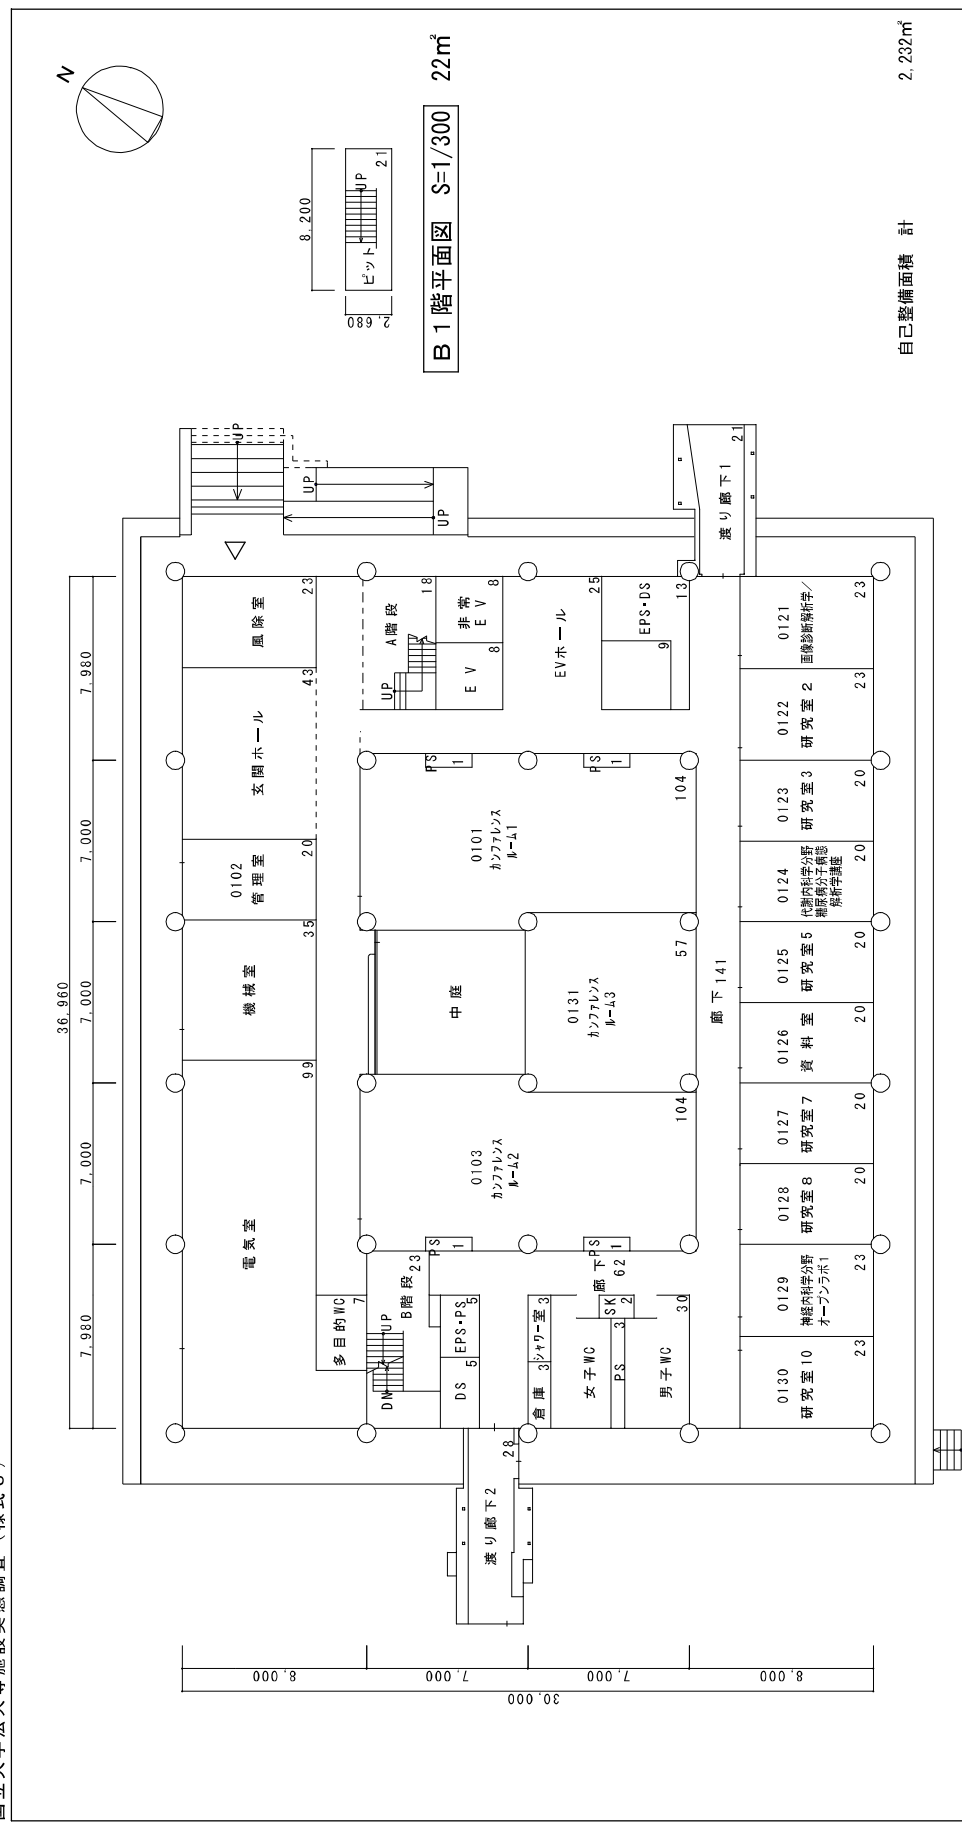 N
8,200
2,680
ピット
UP
21
B1階平面図 S=1/300
22㎡
自己整備面積 計
2,232㎡
36,960
7,980
7,000
7,000
7,000
7,980
30,000
8,000
7,000
7,000
8,000
UP
UP
UP
電気室
99
機械室
35
0102
管理室
20
玄関ホール
43
風除室
23
多目的WC
7
B階段
23
UP
DN
PS
1
EPS・PS
5
DS
5
A階段
18
UP
非常
EV
8
EV
8
EVホール
25
EPS・DS
13
9
PS
1
PS
1
0101
カンファレンス
ルーム1
104
中庭
0131
カンファレンス
ルーム3
57
0103
カンファレンス
ルーム2
104
PS
1
廊下
62
シャワー室
3
倉庫
3
SK
2
女子WC
PS
3
男子WC
30
渡り廊下2
28
渡り廊下1
21
廊下 141
0130
研究室10
23
0129
神経内科学分野
オープンラボ1
23
0128
研究室8
20
0127
研究室7
20
0126
資料室
20
0125
研究室5
20
0124
代謝内科学分野
糖尿病分子病態
解析学講座
20
0123
研究室3
20
0122
研究室2
23
0121
画像診断解析学/
23